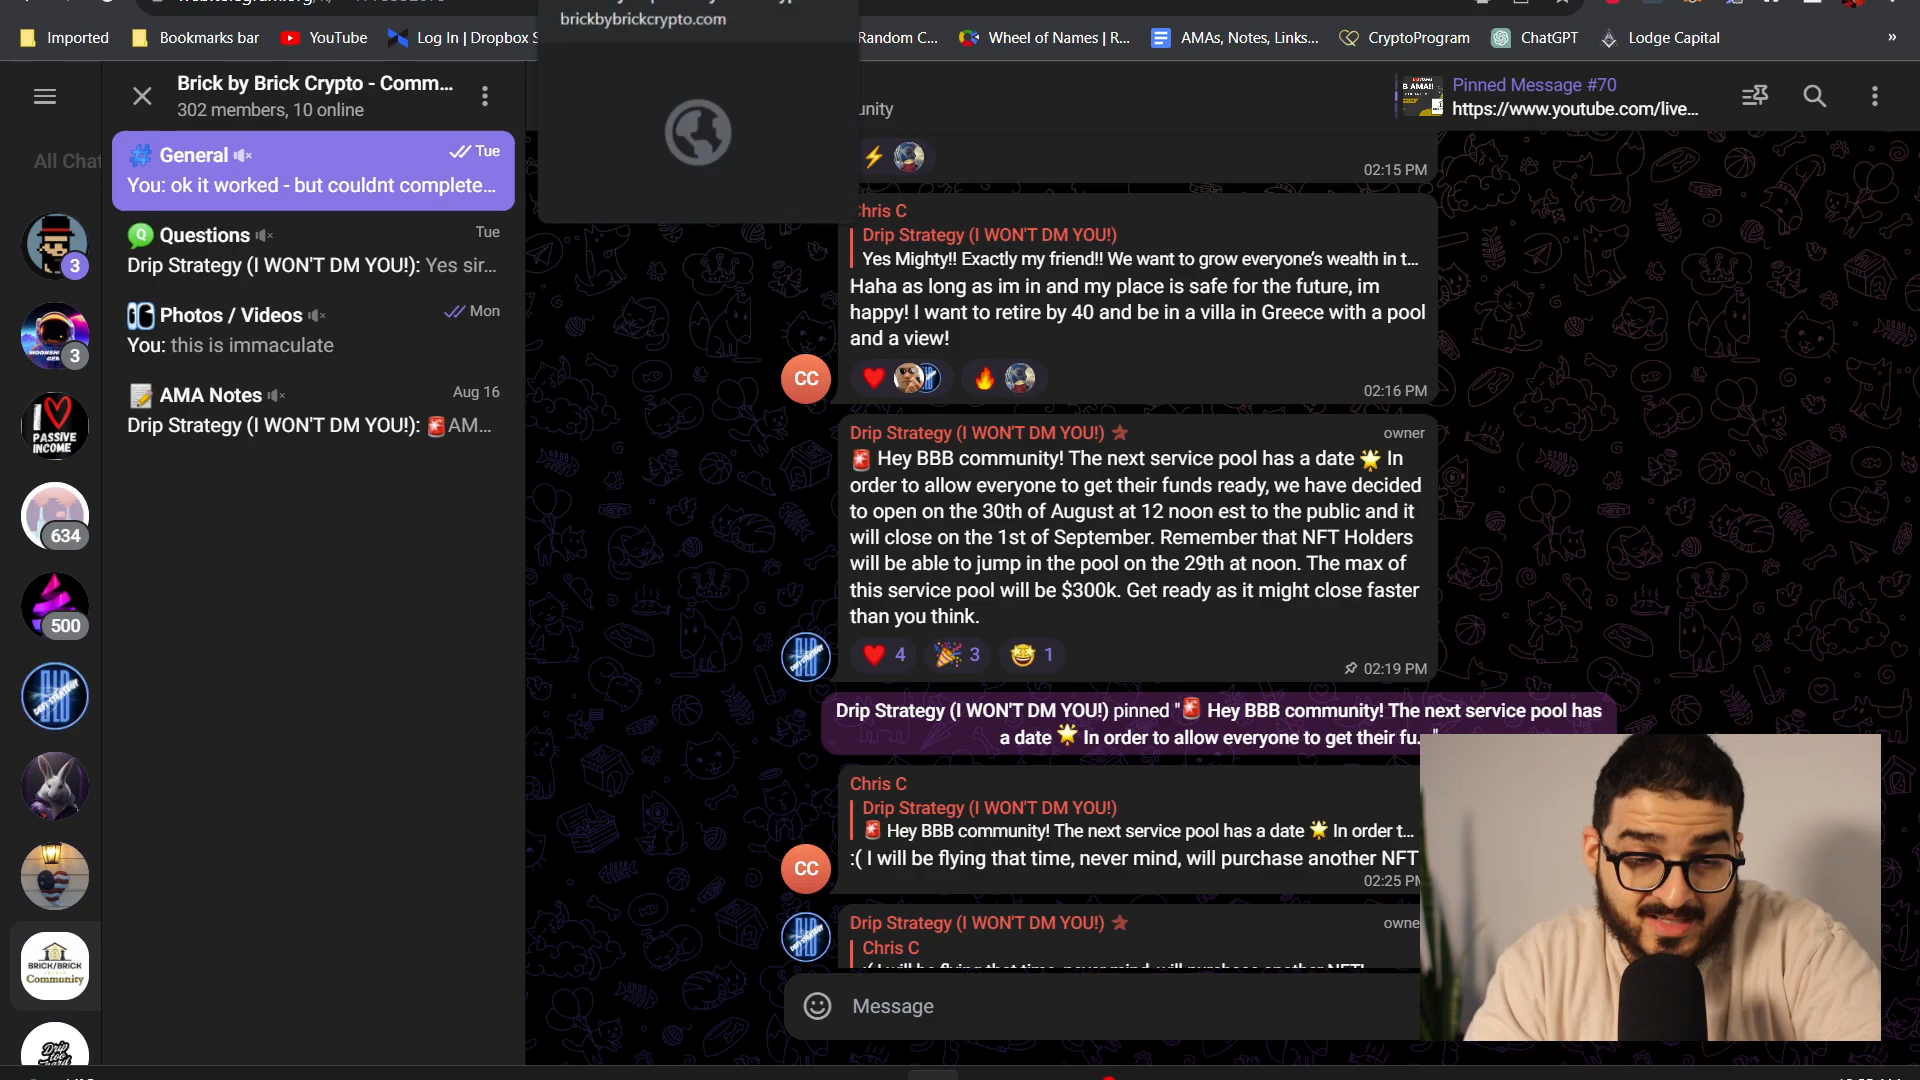 brickbybrickcrypto.com
Imported
Bookmarks bar
YouTube
Log In | Dropbox S
Random C...
Wheel of Names | R...
AMAs, Notes, Links...
CryptoProgram
ChatGPT
Lodge Capital
»
Brick by Brick Crypto - Comm...
302 members, 10 online
unity
Pinned Message #70
https://www.youtube.com/live...
All Chat
General
Tue
You: ok it worked - but couldnt complete...
Questions
Tue
Drip Strategy (I WON'T DM YOU!): Yes sir...
Photos / Videos
Mon
You: this is immaculate
AMA Notes
Aug 16
Drip Strategy (I WON'T DM YOU!): 🚨AM...
3
3
I
PASSIVE
INCOME
634
500
BRICK/BRICK
Community
02:15 PM
Chris C
Drip Strategy (I WON'T DM YOU!)
Yes Mighty!! Exactly my friend!! We want to grow everyone's wealth in t...
Haha as long as im in and my place is safe for the future, im
happy! I want to retire by 40 and be in a villa in Greece with a pool
and a view!
CC
02:16 PM
Drip Strategy (I WON'T DM YOU!)
owner
🚨 Hey BBB community! The next service pool has a date 🌟 In
order to allow everyone to get their funds ready, we have decided
to open on the 30th of August at 12 noon est to the public and it
will close on the 1st of September. Remember that NFT Holders
will be able to jump in the pool on the 29th at noon. The max of
this service pool will be $300k. Get ready as it might close faster
than you think.
4
3
1
02:19 PM
Drip Strategy (I WON'T DM YOU!) pinned "🚨 Hey BBB community! The next service pool has
a date 🌟 In order to allow everyone to get their fu..."
Chris C
Drip Strategy (I WON'T DM YOU!)
🚨 Hey BBB community! The next service pool has a date 🌟 In order t...
:( I will be flying that time, never mind, will purchase another NFT
CC
02:25 PM
Drip Strategy (I WON'T DM YOU!)
owne
Chris C
Message